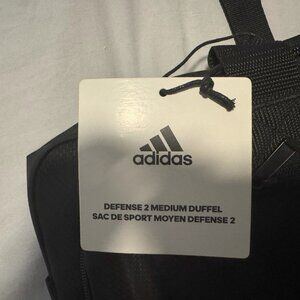 adidas
DEFENSE 2 MEDIUM DUFFEL
SAC DE SPORT MOYEN DEFENSE 2